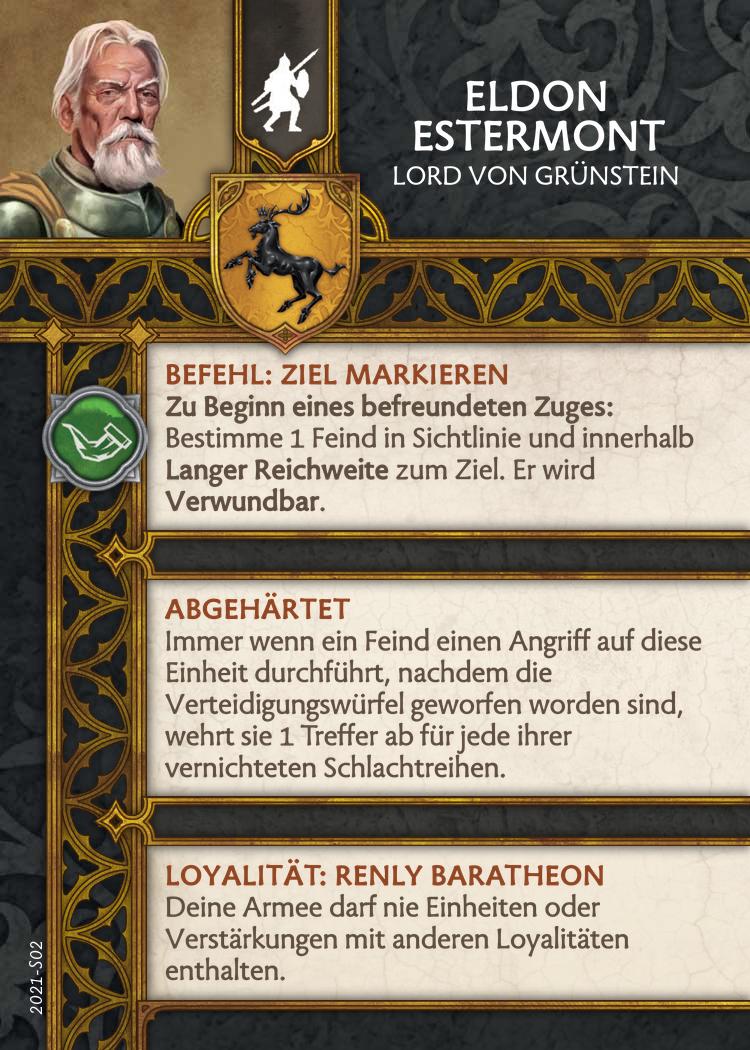 ELDON
ESTERMONT
LORD VON GRÜNSTEIN
BEFEHL: ZIEL MARKIEREN
Zu Beginn eines befreundeten Zuges:
Bestimme 1 Feind in Sichtlinie und innerhalb
Langer Reichweite zum Ziel. Er wird
Verwundbar.
ABGEHÄRTET
Immer wenn ein Feind einen Angriff auf diese
Einheit durchführt, nachdem die
Verteidigungswürfel geworfen worden sind,
wehrt sie 1 Treffer ab für jede ihrer
vernichteten Schlachtreihen.
LOYALITÄT: RENLY BARATHEON
Deine Armee darf nie Einheiten oder
Verstärkungen mit anderen Loyalitäten
enthalten.
2021-S02